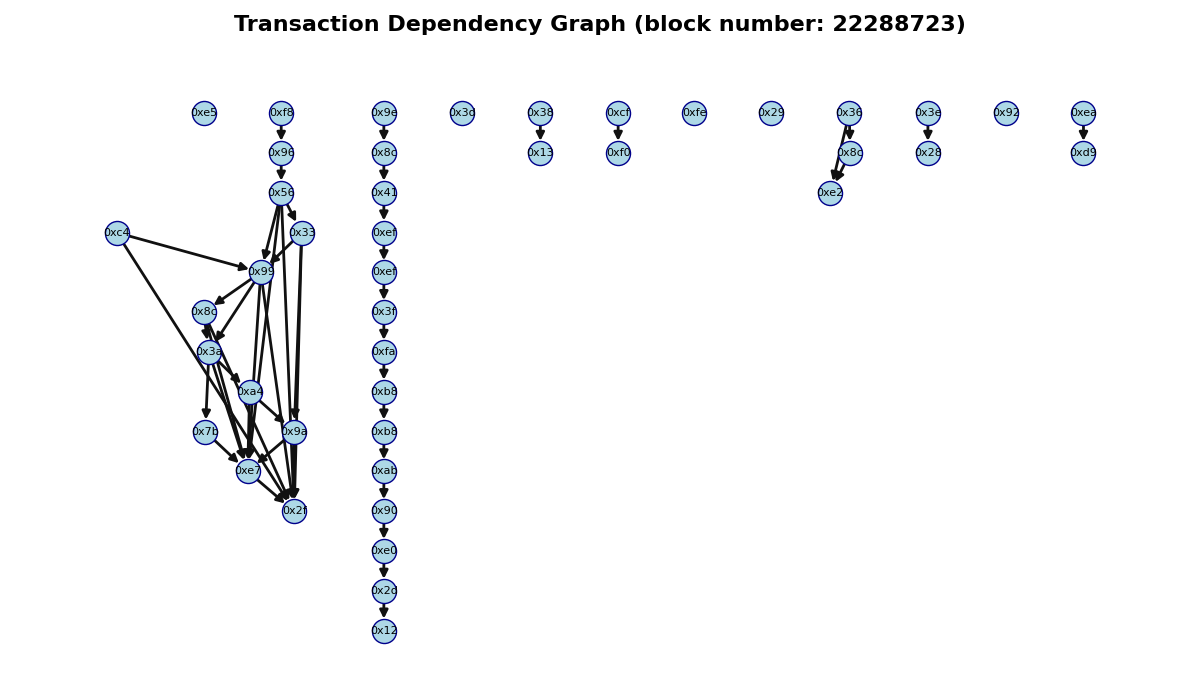 Transaction Dependency Graph (block number: 22288723)
0xe5 0xf8 0x9e 0x3d 0x38 0xcf 0xfe 0x29 0x36 0x3e 0x92 0xea
0x96 0x8c 0x13 0xf0 0x8c 0x28 0xd9
0x56 0x41 0xe2
0xc4 0x33 0xef
0x99 0xef
0x8c 0x3f
0x3a 0xfa
0xa4 0xb8
0x7b 0x9a 0xb8
0xe7 0xab
0x2f 0x90
0xe0
0x2d
0x12